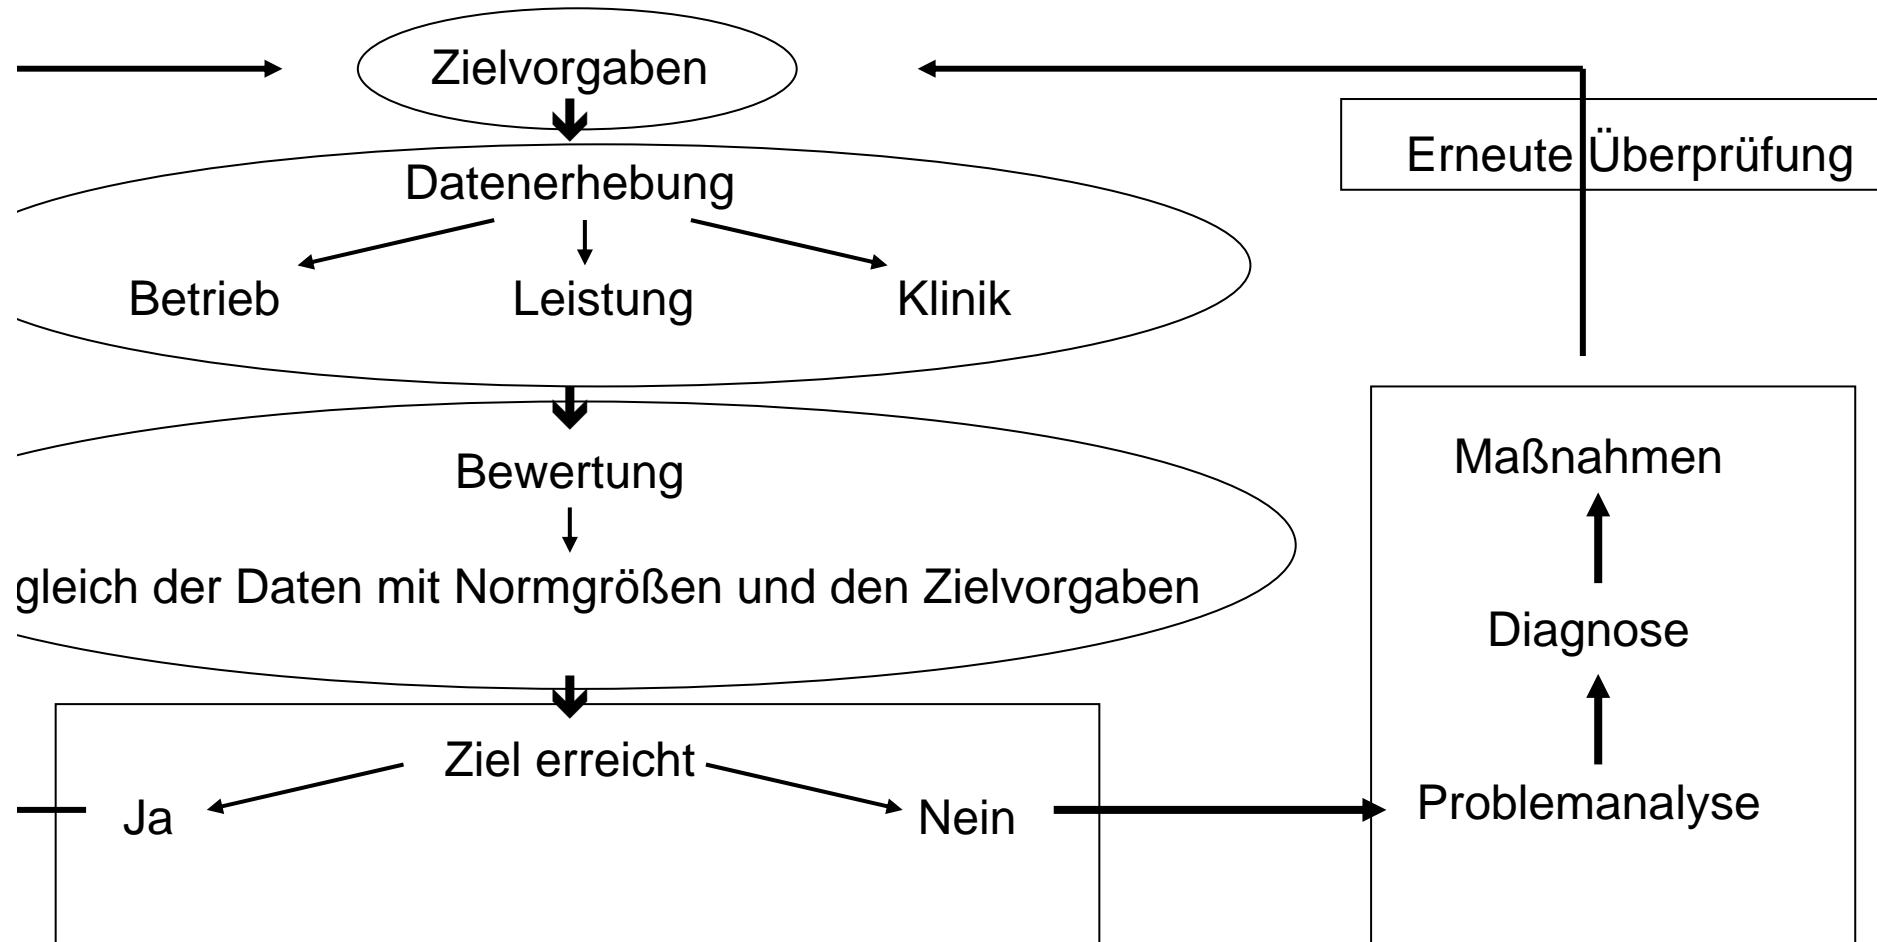 Zielvorgaben
Erneute Überprüfung
Datenerhebung
Betrieb Leistung Klinik
Bewertung
gleich der Daten mit Normgrößen und den Zielvorgaben
Ziel erreicht
Ja Nein
Maßnahmen
Diagnose
Problemanalyse